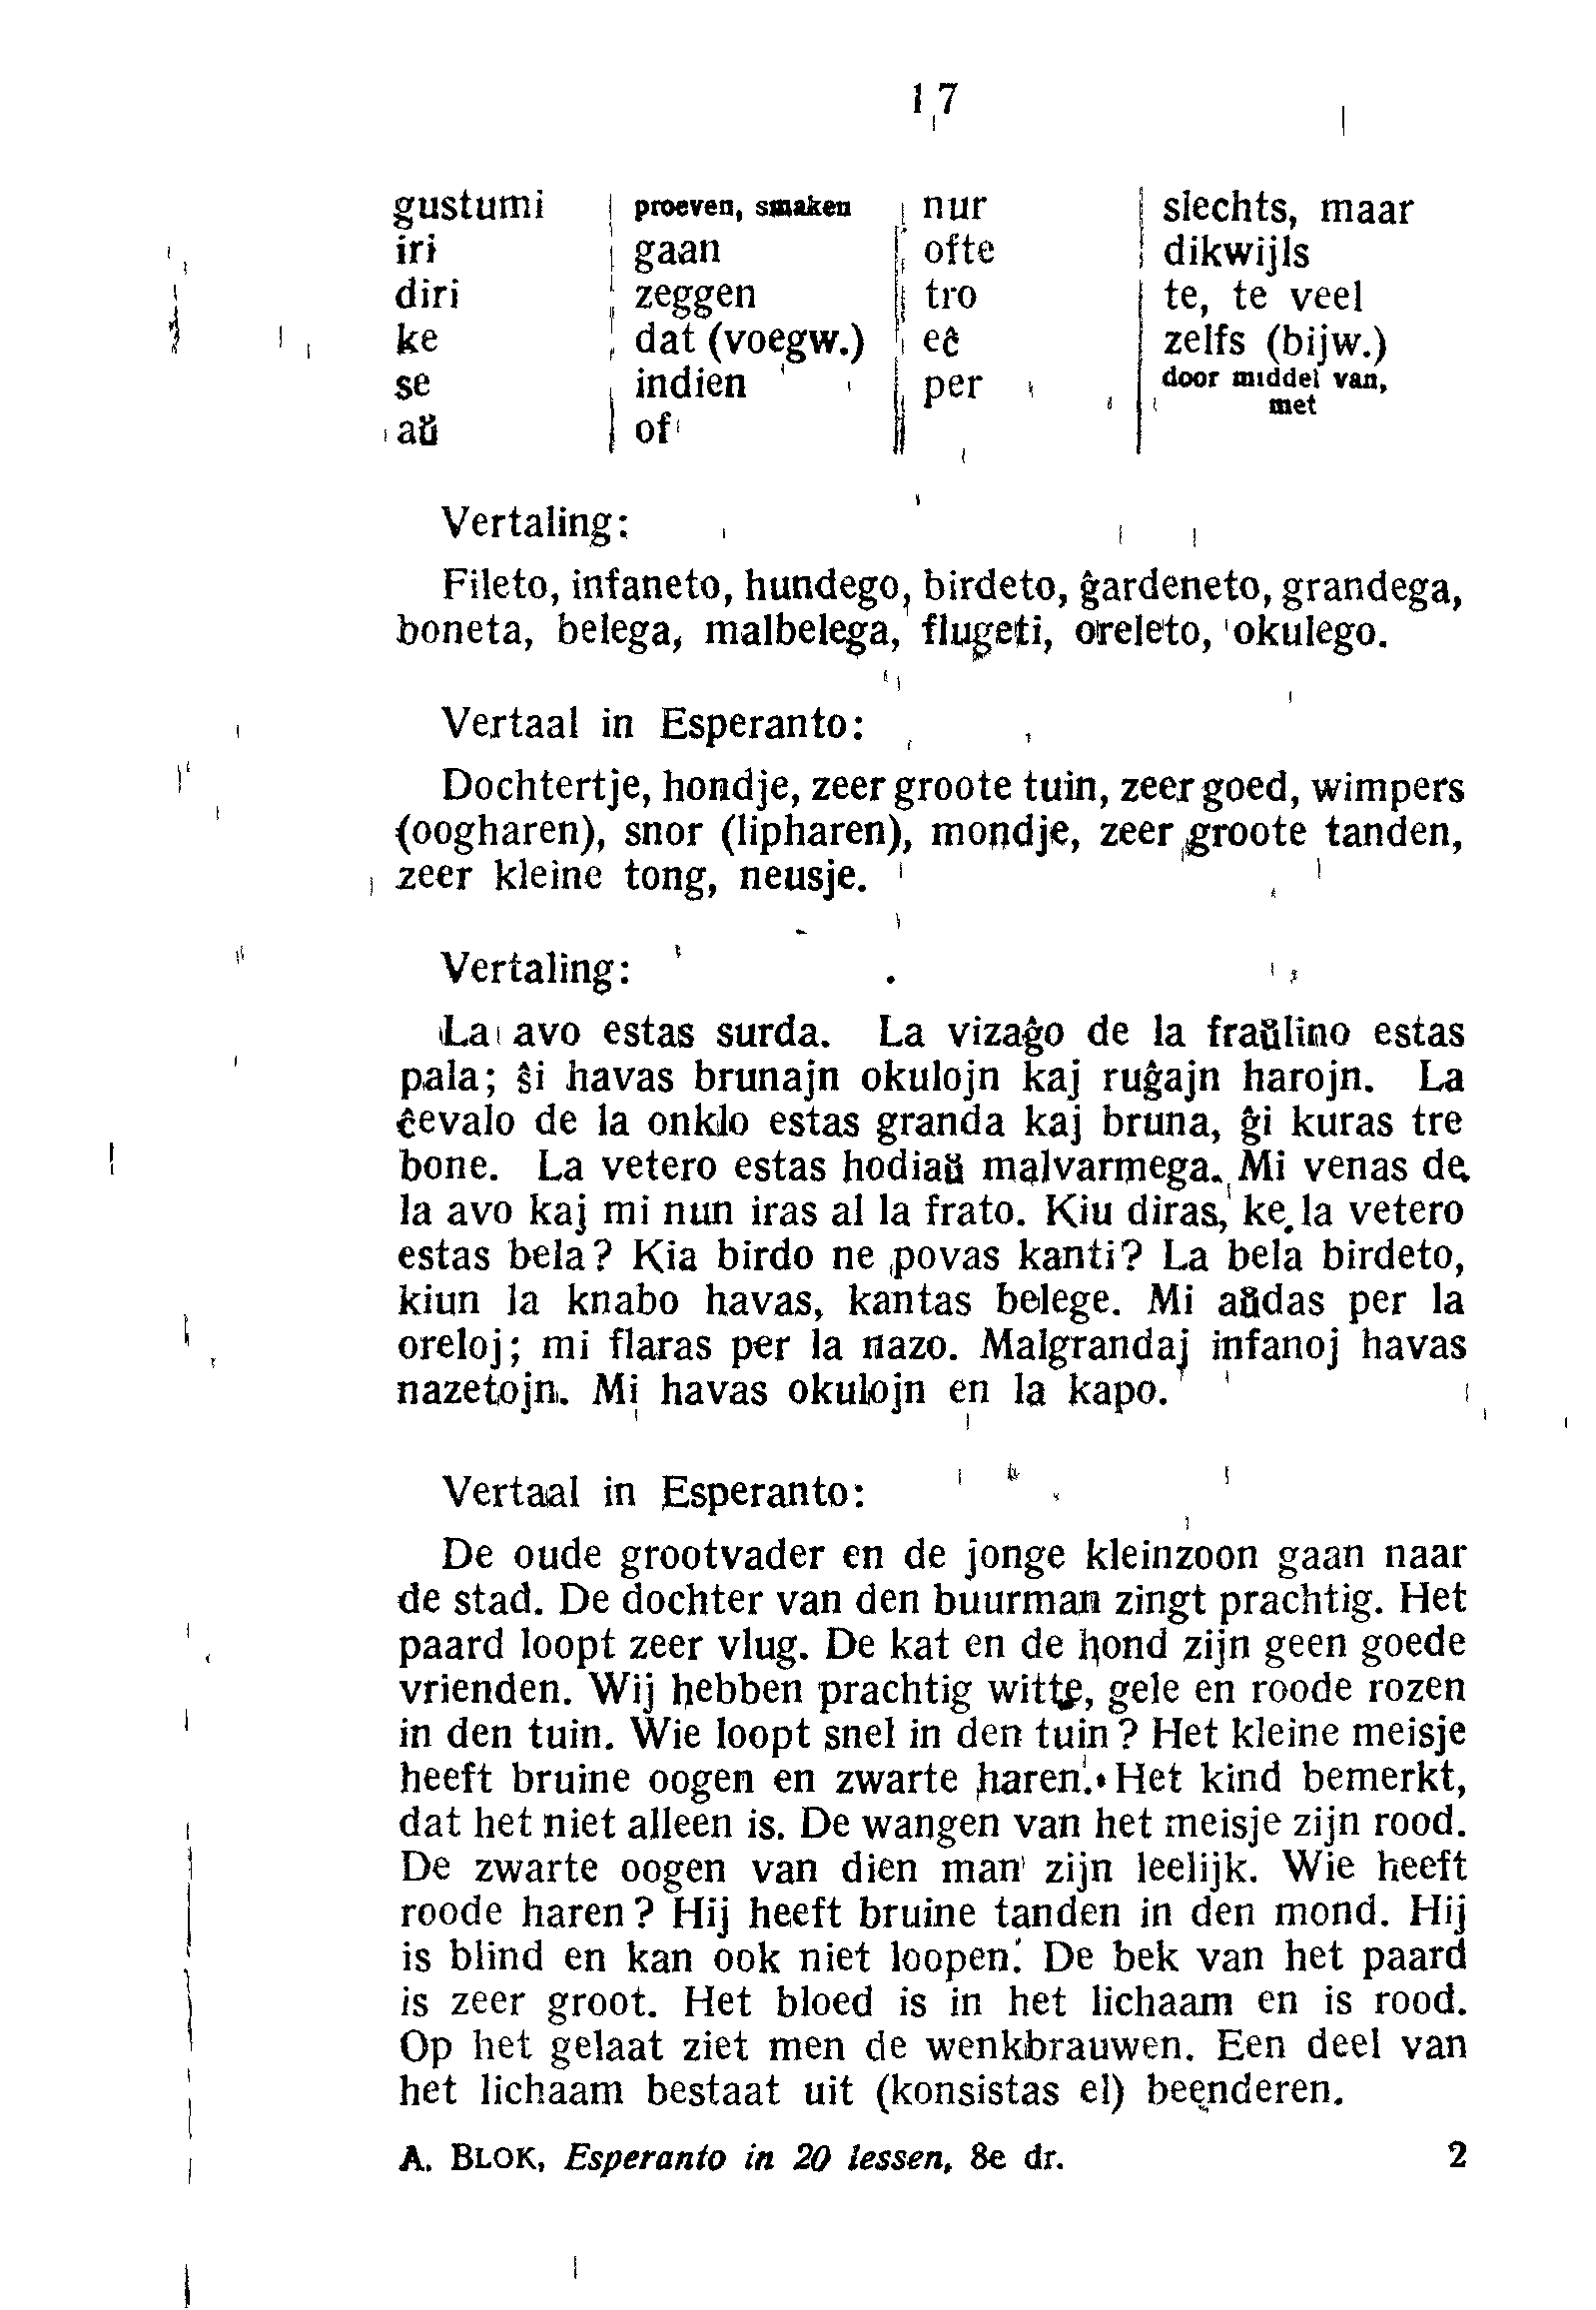 17
gustumi | proeven, smaken | nur | slechts, maar
iri | gaan | ofte | dikwijls
diri | zeggen | tro | te, te veel
ke | dat (voegw.) | eĉ | zelfs (bijw.)
se | indien | per | door middel van,
met
aŭ | of
Vertaling:
Fileto, infaneto, hundego, birdeto, ĝardeneto, grandega,
boneta, belega, malbelega, flugeti, oreleto, okulego.
Vertaal in Esperanto:
Dochtertje, hondje, zeer groote tuin, zeer goed, wimpers
(oogharen), snor (lipharen), mondje, zeer groote tanden,
zeer kleine tong, neusje.
Vertaling:
La avo estas surda. La vizaĝo de la fraŭlino estas
pala; ŝi havas brunajn okulojn kaj ruĝajn harojn. La
ĉevalo de la onklo estas granda kaj bruna, ĝi kuras tre
bone. La vetero estas hodiaŭ malvarmega. Mi venas de
la avo kaj mi nun iras al la frato. Kiu diras, ke la vetero
estas bela? Kia birdo ne povas kanti? La bela birdeto,
kiun la knabo havas, kantas belege. Mi aŭdas per la
oreloj; mi flaras per la nazo. Malgrandaj infanoj havas
nazetojn. Mi havas okulojn en la kapo.
Vertaal in Esperanto:
De oude grootvader en de jonge kleinzoon gaan naar
de stad. De dochter van den buurman zingt prachtig. Het
paard loopt zeer vlug. De kat en de hond zijn geen goede
vrienden. Wij hebben prachtig witte, gele en roode rozen
in den tuin. Wie loopt snel in den tuin? Het kleine meisje
heeft bruine oogen en zwarte haren. Het kind bemerkt,
dat het niet alleen is. De wangen van het meisje zijn rood.
De zwarte oogen van dien man zijn leelijk. Wie heeft
roode haren? Hij heeft bruine tanden in den mond. Hij
is blind en kan ook niet loopen. De bek van het paard
is zeer groot. Het bloed is in het lichaam en is rood.
Op het gelaat ziet men de wenkbrauwen. Een deel van
het lichaam bestaat uit (konsistas el) beenderen.
A. BLOK, Esperanto in 20 lessen, 8e dr. 2